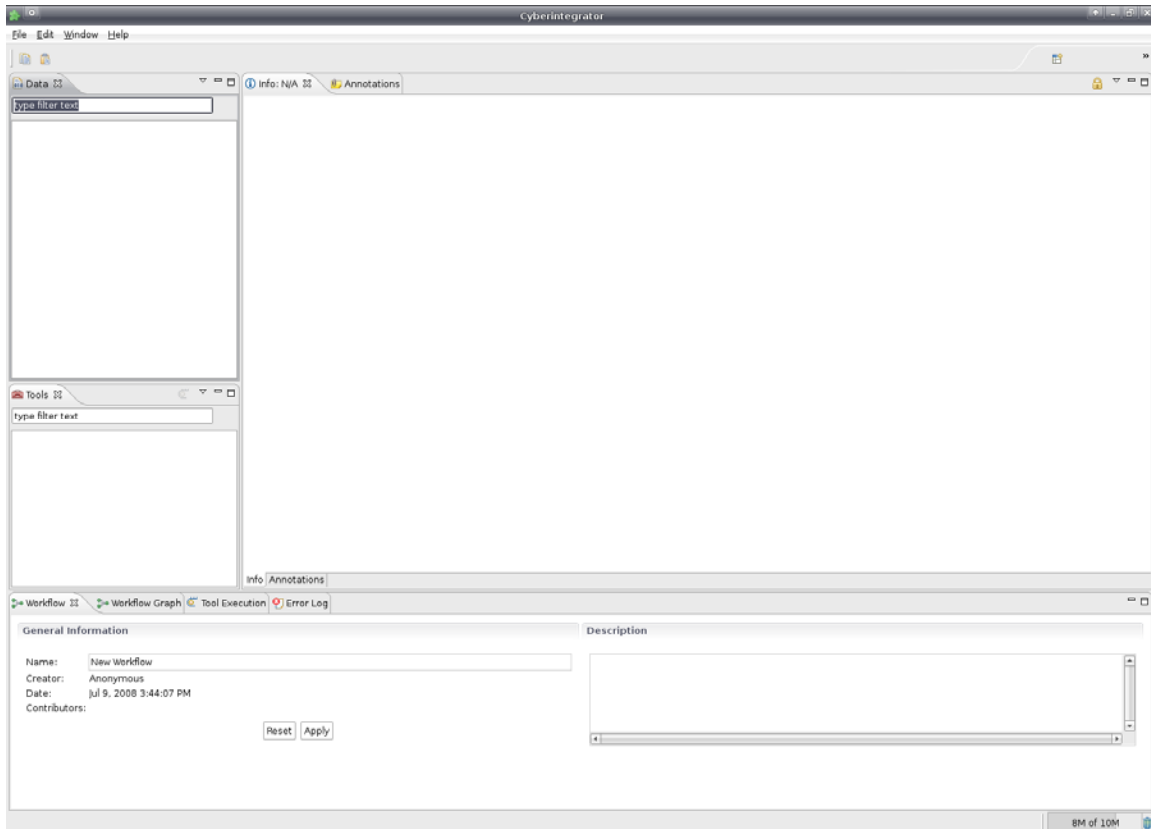 Cyberintegrator
File Edit Window Help
Data
type filter text
Info: N/A Annotations
Tools
type filter text
Info Annotations
Workflow Workflow Graph Tool Execution Error Log
General Information
Name: New Workflow
Creator: Anonymous
Date: Jul 9, 2008 3:44:07 PM
Contributors:
Reset Apply
Description
8M of 10M